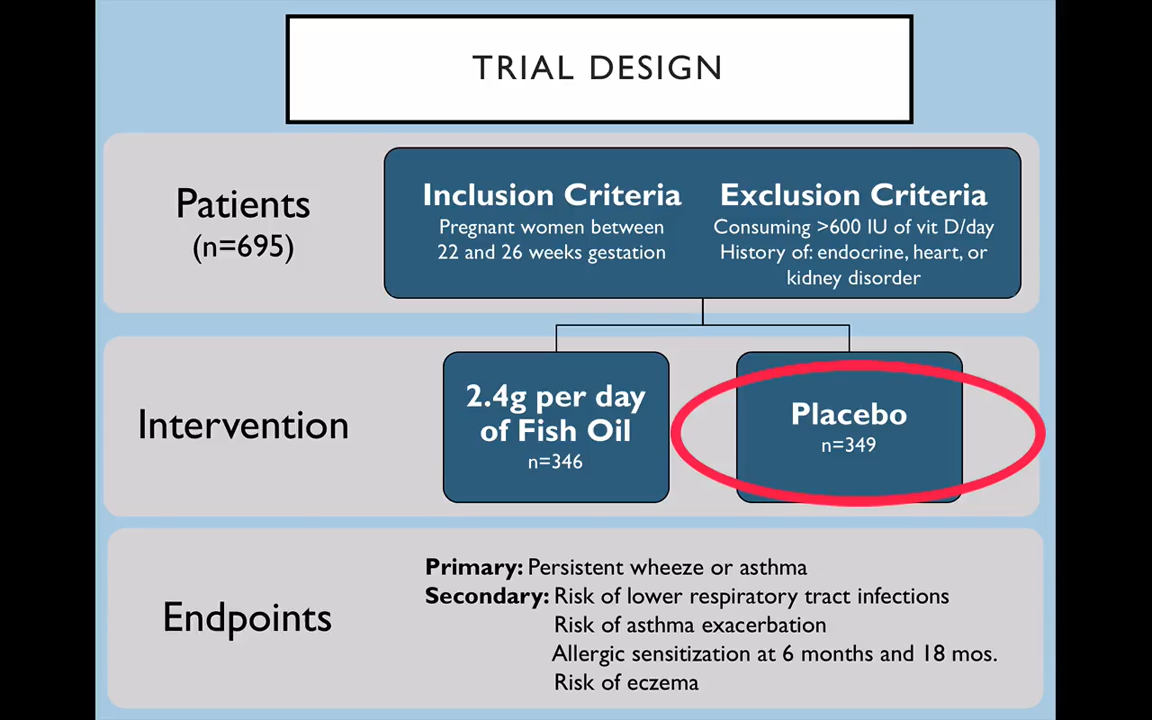 TRIAL DESIGN
Patients
(n=695)
Inclusion Criteria
Pregnant women between
22 and 26 weeks gestation
Exclusion Criteria
Consuming >600 IU of vit D/day
History of: endocrine, heart, or
kidney disorder
Intervention
2.4g per day
of Fish Oil
n=346
Placebo
n=349
Endpoints
Primary: Persistent wheeze or asthma
Secondary: Risk of lower respiratory tract infections
Risk of asthma exacerbation
Allergic sensitization at 6 months and 18 mos.
Risk of eczema